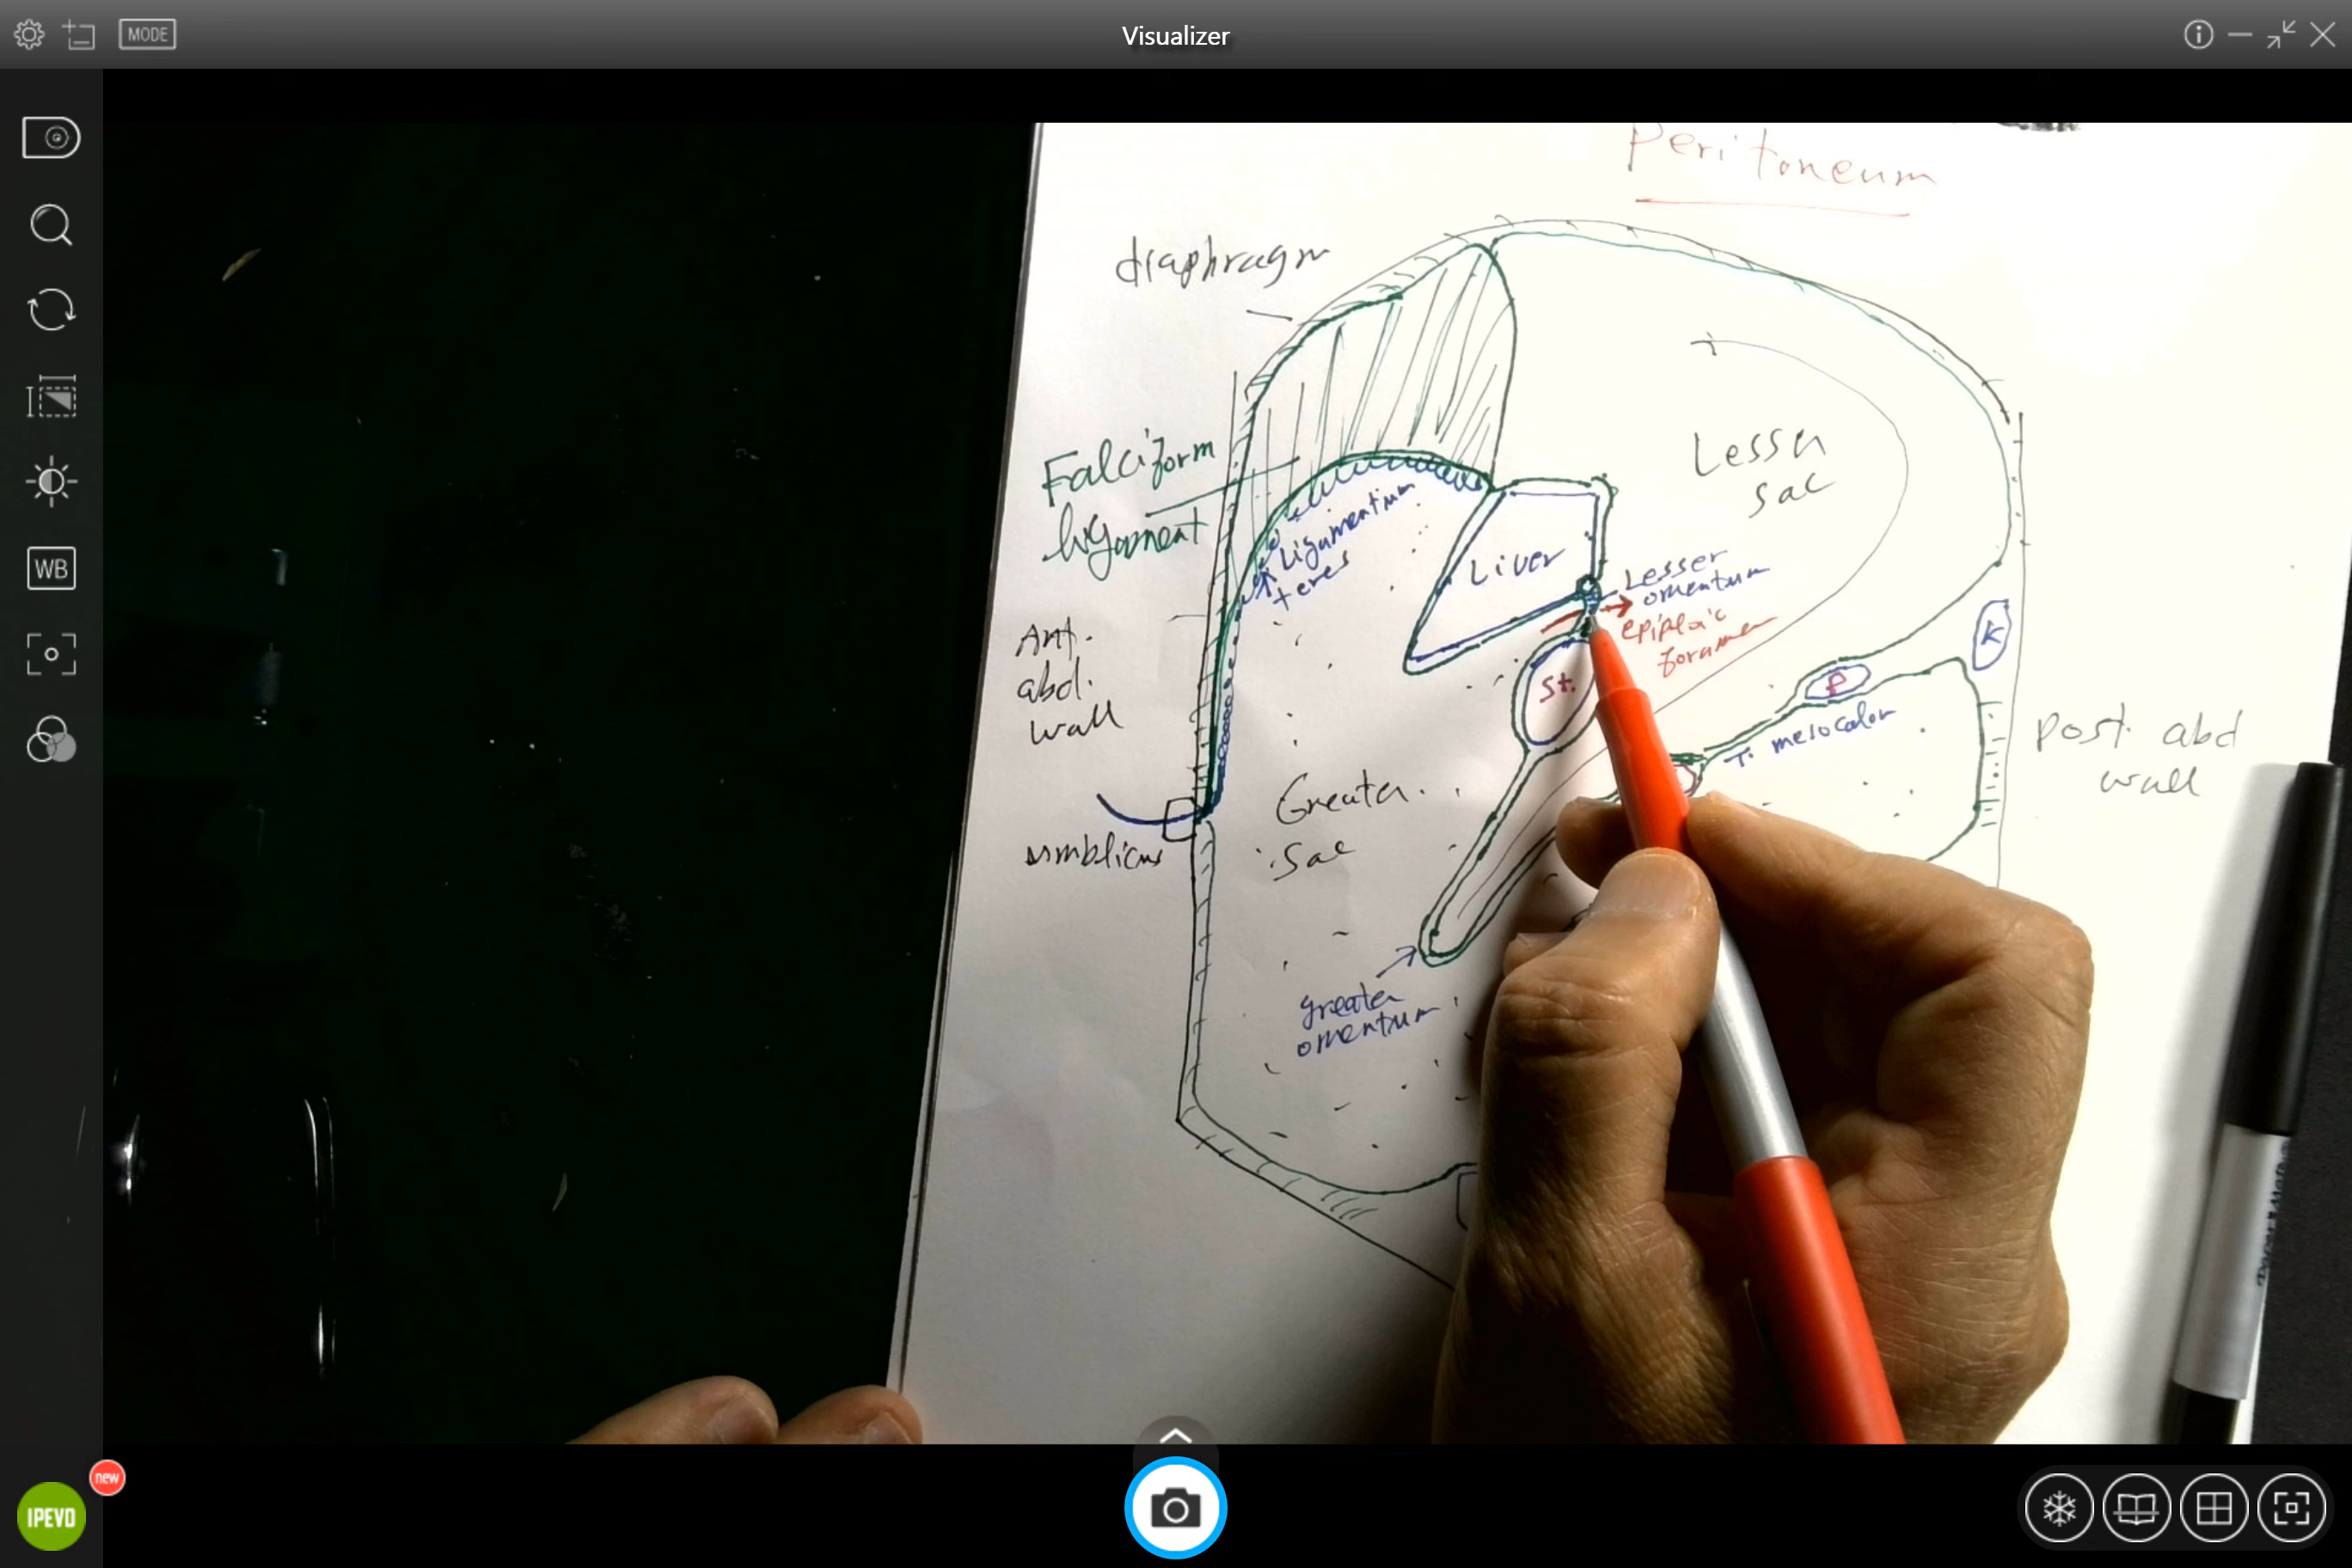 MODE
Visualizer
WB
Peritoneum
diaphragm
Falciform
ligament
Ligamentum
teres
Liver
Lesser
sac
Lesser
omentum
epiploic
foramen
K
P
St.
T. mesocolon
Ant.
abd.
wall
Post. abd
wall
Greater
Sac
umblicus
greater
omentum
new
IPEVO